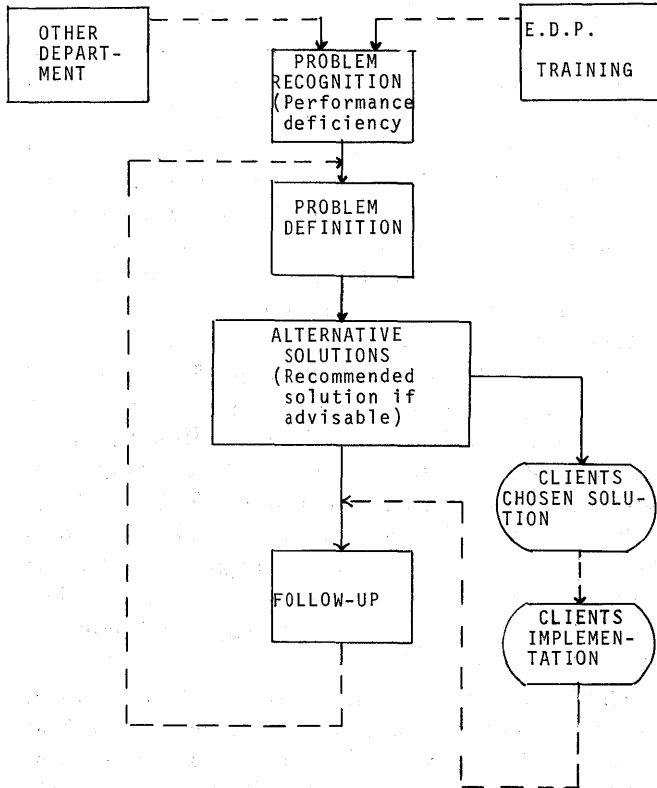 OTHER
DEPART-
MENT
E.D.P.
TRAINING
PROBLEM
RECOGNITION
(Performance
deficiency
PROBLEM
DEFINITION
ALTERNATIVE
SOLUTIONS
(Recommended
solution if
advisable)
CLIENTS
CHOSEN SOLU-
TION
FOLLOW-UP
CLIENTS
IMPLEMEN-
TATION